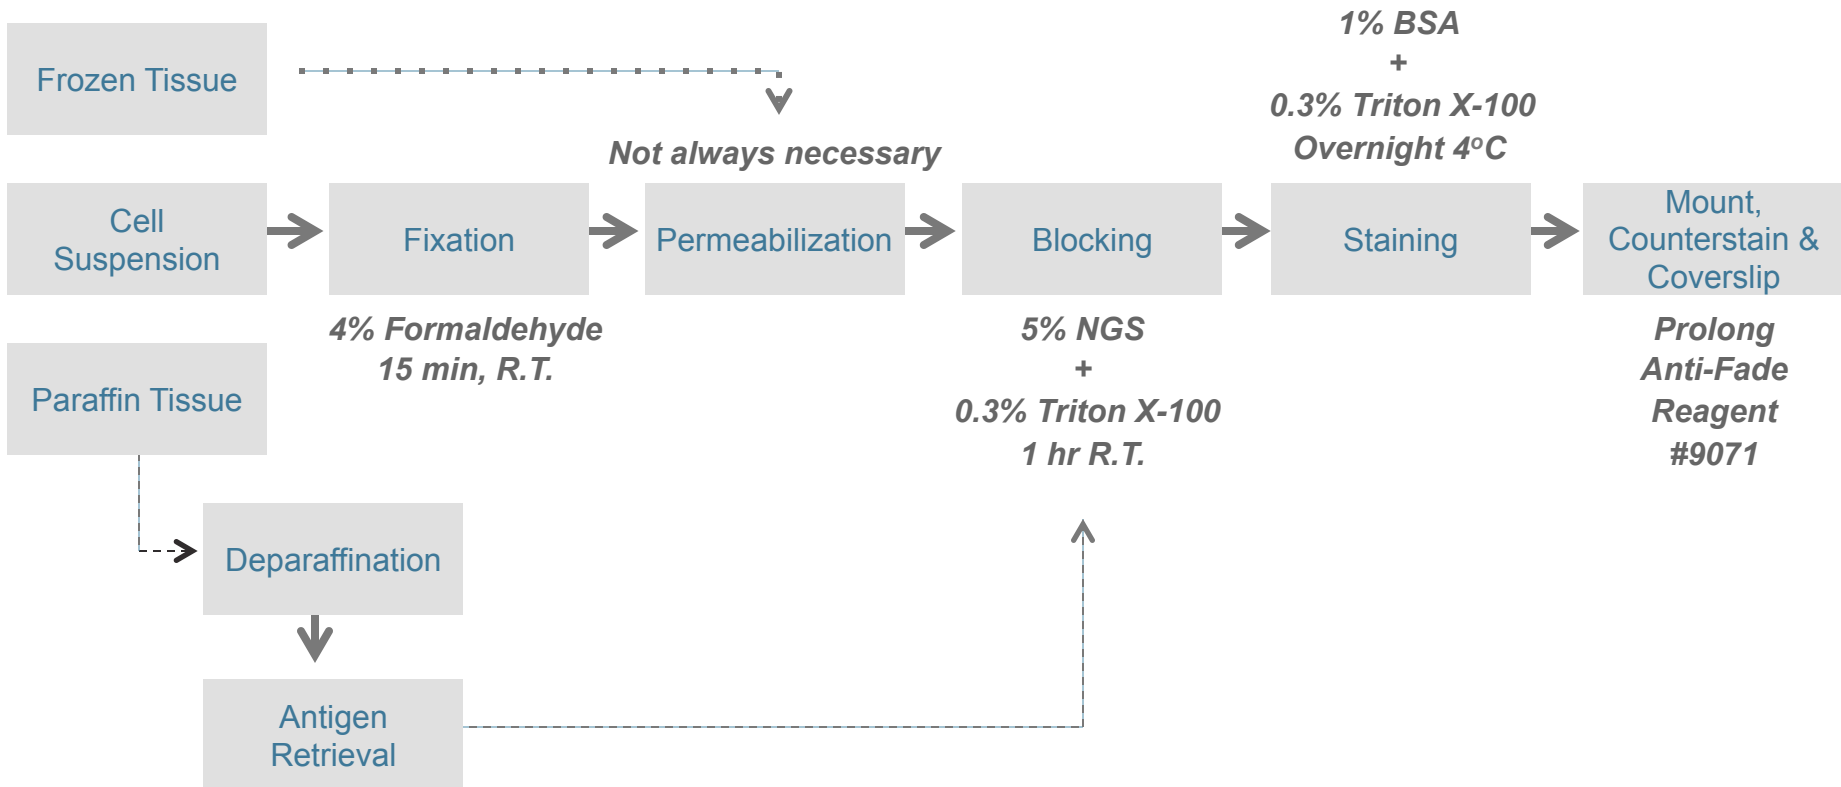 Frozen Tissue
Not always necessary
1% BSA
+
0.3% Triton X-100
Overnight 4ºC
Cell
Suspension
Fixation
Permeabilization
Blocking
Staining
Mount,
Counterstain &
Coverslip
4% Formaldehyde
15 min, R.T.
5% NGS
+
0.3% Triton X-100
1 hr R.T.
Prolong
Anti-Fade
Reagent
#9071
Paraffin Tissue
Deparaffination
Antigen
Retrieval